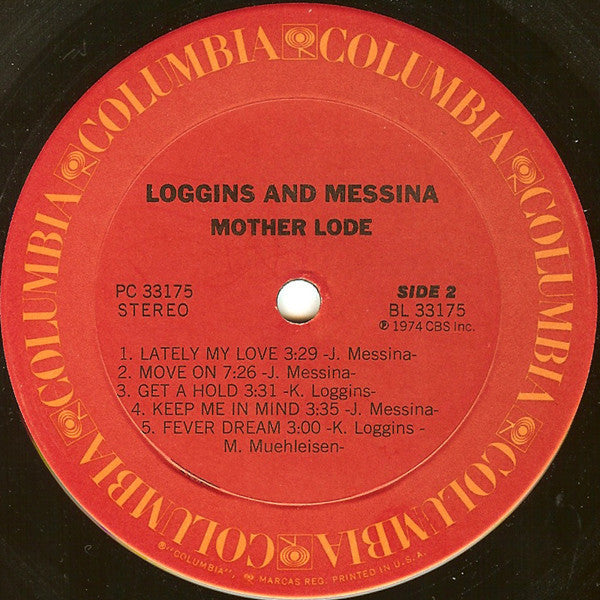 COLUMBIA COLUMBIA COLUMBIA COLUMBIA COLUMBIA COLUMBIA
LOGGINS AND MESSINA
MOTHER LODE
PC 33175
STEREO
SIDE 2
BL 33175
℗ 1974 CBS Inc.
1. LATELY MY LOVE 3:29 -J. Messina-
2. MOVE ON 7:26 -J. Messina-
3. GET A HOLD 3:31 -K. Loggins-
4. KEEP ME IN MIND 3:35 -J. Messina-
5. FEVER DREAM 3:00 -K. Loggins -
M. Muehleisen-
®"COLUMBIA", MARCAS REG. PRINTED IN U.S.A.